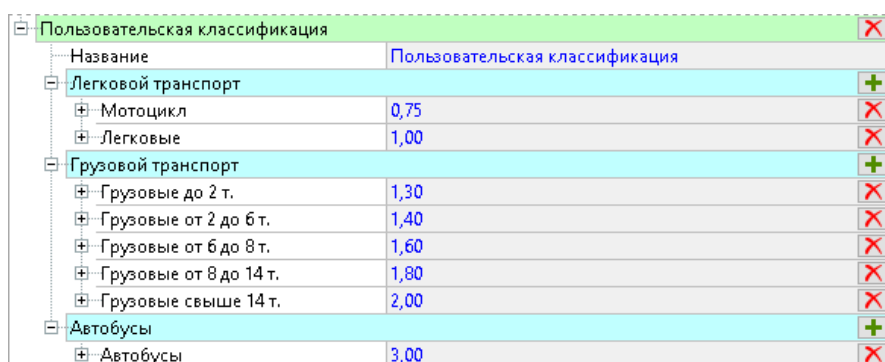 Пользовательская классификация
Название Пользовательская классификация
Легковой транспорт
Мотоцикл 0,75
Легковые 1,00
Грузовой транспорт
Грузовые до 2 т. 1,30
Грузовые от 2 до 6 т. 1,40
Грузовые от 6 до 8 т. 1,60
Грузовые от 8 до 14 т. 1,80
Грузовые свыше 14 т. 2,00
Автобусы
Автобусы 3,00